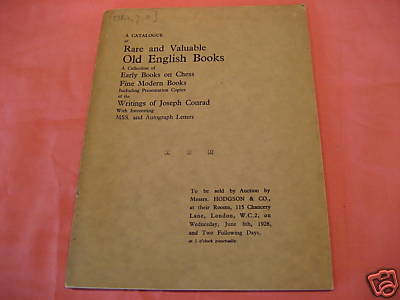 A CATALOGUE
of
Rare and Valuable
Old English Books
A Collection of
Early Books on Chess
Fine Modern Books
Including Presentation Copies
of the
Writings of Joseph Conrad
With Interesting
MSS. and Autograph Letters
To be sold by Auction by
Messrs. HODGSON & CO.,
at their Rooms, 115 Chancery
Lane, London, W.C.2, on
Wednesday, June 6th, 1928,
and Two Following Days,
at 1 o'clock punctually